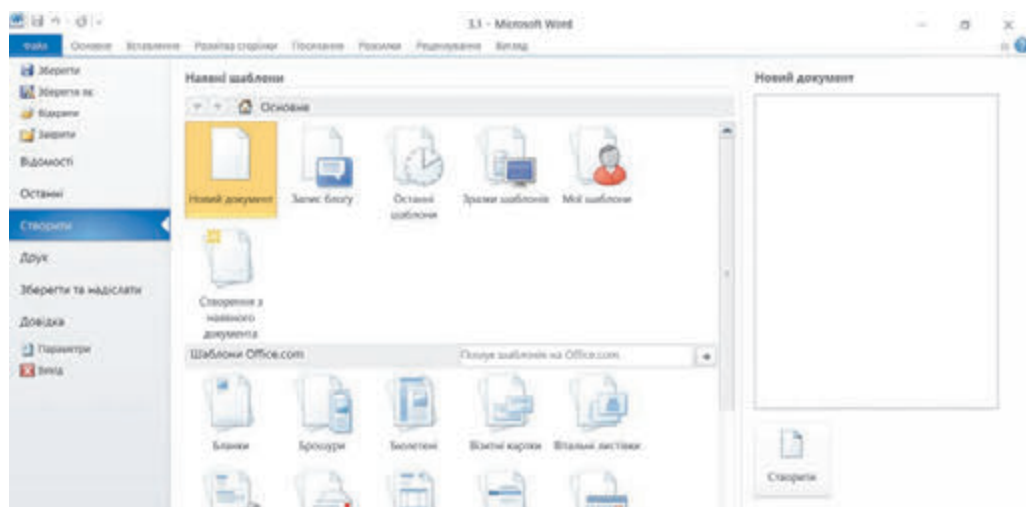 3.1 - Microsoft Word
Файл Основне Вставлення Розмітка сторінки Посилання Розсилки Рецензування Вигляд
Зберегти
Зберегти як
Відкрити
Закрити
Відомості
Останні
Створити
Друк
Зберегти та надіслати
Довідка
Параметри
Вихід
Наявні шаблони
Основне
Новий документ
Запис блогу
Останні шаблони
Зразки шаблонів
Мої шаблони
Створення з
наявного
документа
Шаблони Office.com
Пошук шаблонів на Office.com
Бланки
Брошури
Бюлетені
Візитні картки
Вітальні листівки
Новий документ
Створити